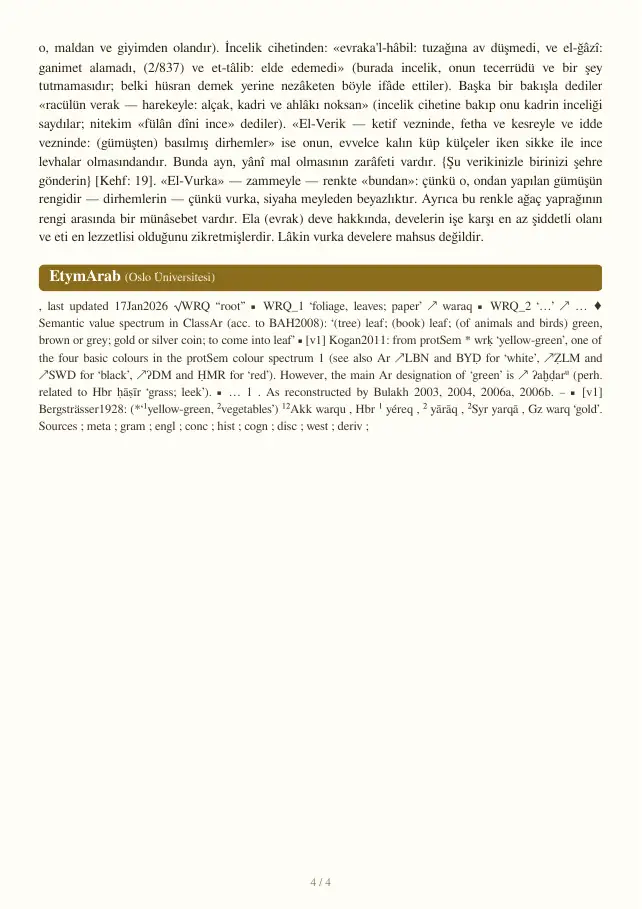 o, maldan ve giyimden olandır). İncelik cihetinden: «evraka'l-hâbil: tuzağına av düşmedi, ve el-ğâzî:
ganimet alamadı, (2/837) ve et-tâlib: elde edemedi» (burada incelik, onun tecerrüdü ve bir şey
tutmamasıdır; belki hüsran demek yerine nezâketen böyle ifâde ettiler). Başka bir bakışla dediler
«racülün verak — harekeyle: alçak, kadri ve ahlâkı noksan» (incelik cihetine bakıp onu kadrin inceliği
saydılar; nitekim «fülân dîni ince» dediler). «El-Verik — ketif vezninde, fetha ve kesreyle ve idde
vezninde: (gümüşten) basılmış dirhemler» ise onun, evvelce kalın küp külçeler iken sikke ile ince
levhalar olmasındandır. Bunda ayn, yânî mal olmasının zarâfeti vardır. {Şu verikinizle birinizi şehre
gönderin} [Kehf: 19]. «El-Vurka» — zammeyle — renkte «bundan»: çünkü o, ondan yapılan gümüşün
rengidir — dirhemlerin — çünkü vurka, siyaha meyleden beyazlıktır. Ayrıca bu renkle ağaç yaprağının
rengi arasında bir münâsebet vardır. Ela (evrak) deve hakkında, develerin işe karşı en az şiddetli olanı
ve eti en lezzetlisi olduğunu zikretmişlerdir. Lâkin vurka develere mahsus değildir.
EtymArab (Oslo Üniversitesi)
, last updated 17Jan2026 √WRQ “root” ▪ WRQ_1 ‘foliage, leaves; paper’ ↗ waraq ▪ WRQ_2 ‘…’ ↗ … ♦
Semantic value spectrum in ClassAr (acc. to BAH2008): ‘(tree) leaf; (book) leaf; (of animals and birds) green,
brown or grey; gold or silver coin; to come into leaf’ ▪ [v1] Kogan2011: from protSem * wrḳ ‘yellow-green’, one of
the four basic colours in the protSem colour spectrum 1 (see also Ar ↗LBN and BYḌ for ‘white’, ↗ẒLM and
↗SWD for ‘black’, ↗ʔDM and ḤMR for ‘red’). However, the main Ar designation of ‘green’ is ↗ ʔaḫḍarᵘ (perh.
related to Hbr ḥāṣīr ‘grass; leek’). ▪ … 1 . As reconstructed by Bulakh 2003, 2004, 2006a, 2006b. – ▪ [v1]
Bergsträsser1928: (*‘¹yellow-green, ²vegetables’) ¹²Akk warqu , Hbr ¹ yéreq , ² yārāq , ²Syr yarqā , Gz warq ‘gold’.
Sources ; meta ; gram ; engl ; conc ; hist ; cogn ; disc ; west ; deriv ;
4 / 4